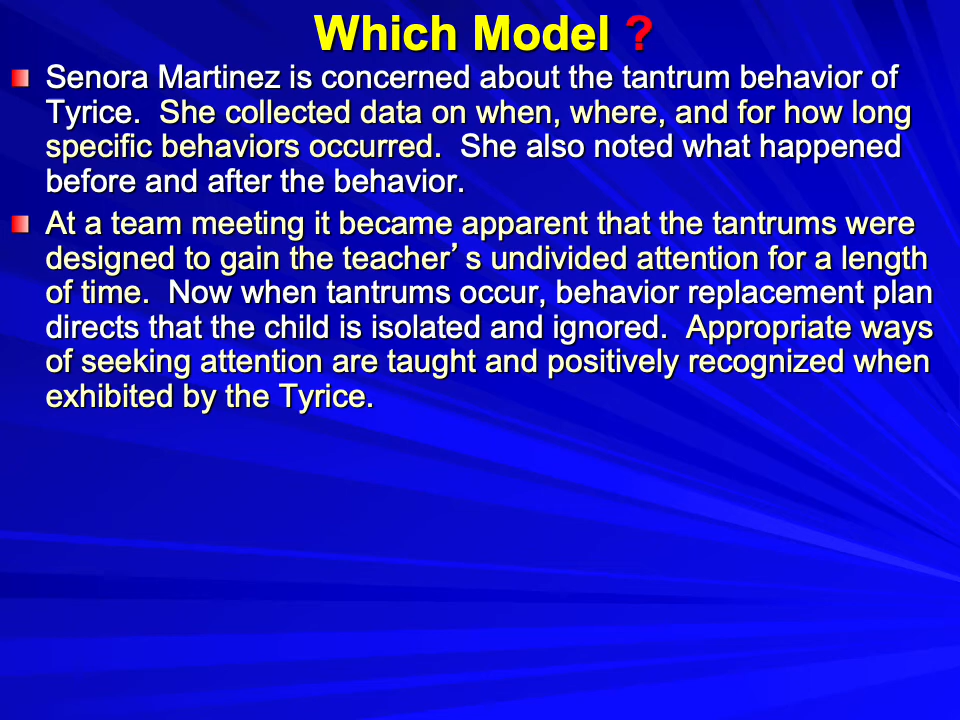 Which Model ?
Senora Martinez is concerned about the tantrum behavior of
Tyrice.  She collected data on when, where, and for how long
specific behaviors occurred.  She also noted what happened
before and after the behavior.
At a team meeting it became apparent that the tantrums were
designed to gain the teacher’s undivided attention for a length
of time.  Now when tantrums occur, behavior replacement plan
directs that the child is isolated and ignored.  Appropriate ways
of seeking attention are taught and positively recognized when
exhibited by the Tyrice.